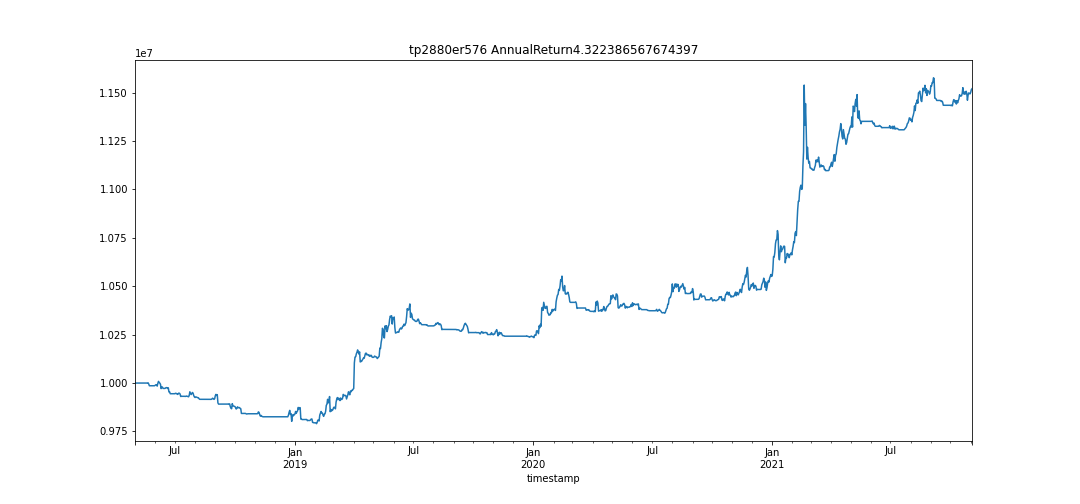 tp2880er576 AnnualReturn4.322386567674397
1e7
1.150
1.125
1.100
1.075
1.050
1.025
1.000
0.975
Jul
Jan
2019
Jul
Jan
2020
Jul
Jan
2021
Jul
timestamp